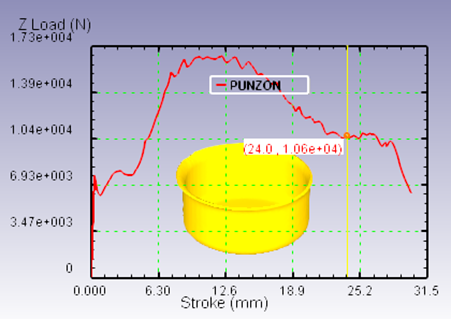 Z Load (N)
1.73e+004
PUNZÓN
1.39e+004
1.04e+004
(24.0 , 1.06e+04)
6.93e+003
3.47e+003
0
0.000 6.30 12.6 18.9 25.2 31.5
Stroke (mm)